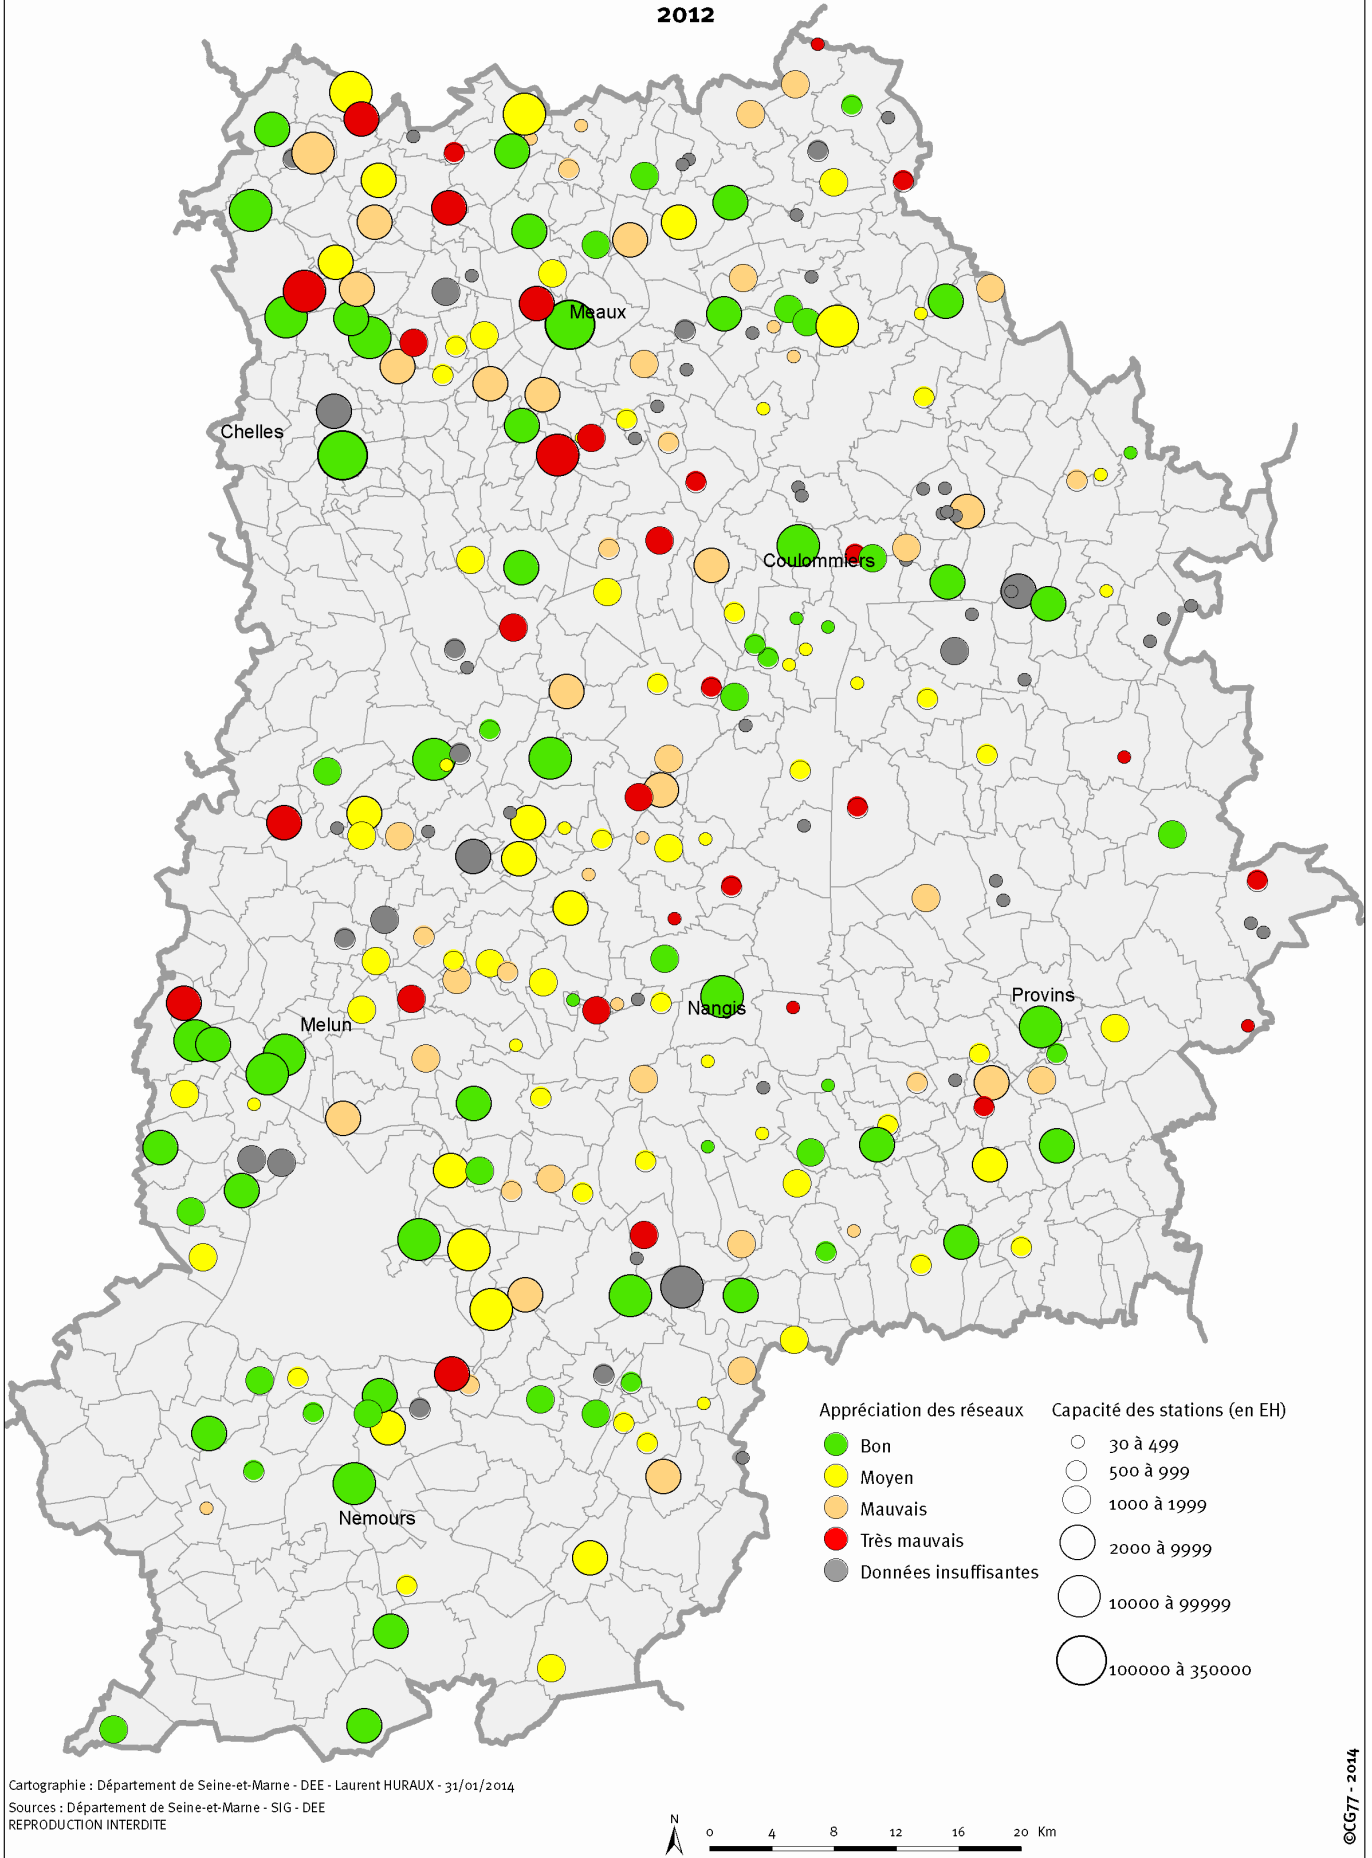 2012
Meaux
Chelles
Coulommiers
Nangis
Provins
Melun
Nemours
Appréciation des réseaux
Bon
Moyen
Mauvais
Très mauvais
Données insuffisantes
Capacité des stations (en EH)
30 à 499
500 à 999
1000 à 1999
2000 à 9999
10000 à 99999
100000 à 350000
Cartographie : Département de Seine-et-Marne - DEE - Laurent HURAUX - 31/01/2014
Sources : Département de Seine-et-Marne - SIG - DEE
REPRODUCTION INTERDITE
N
0 4 8 12 16 20 Km
©CG77 - 2014